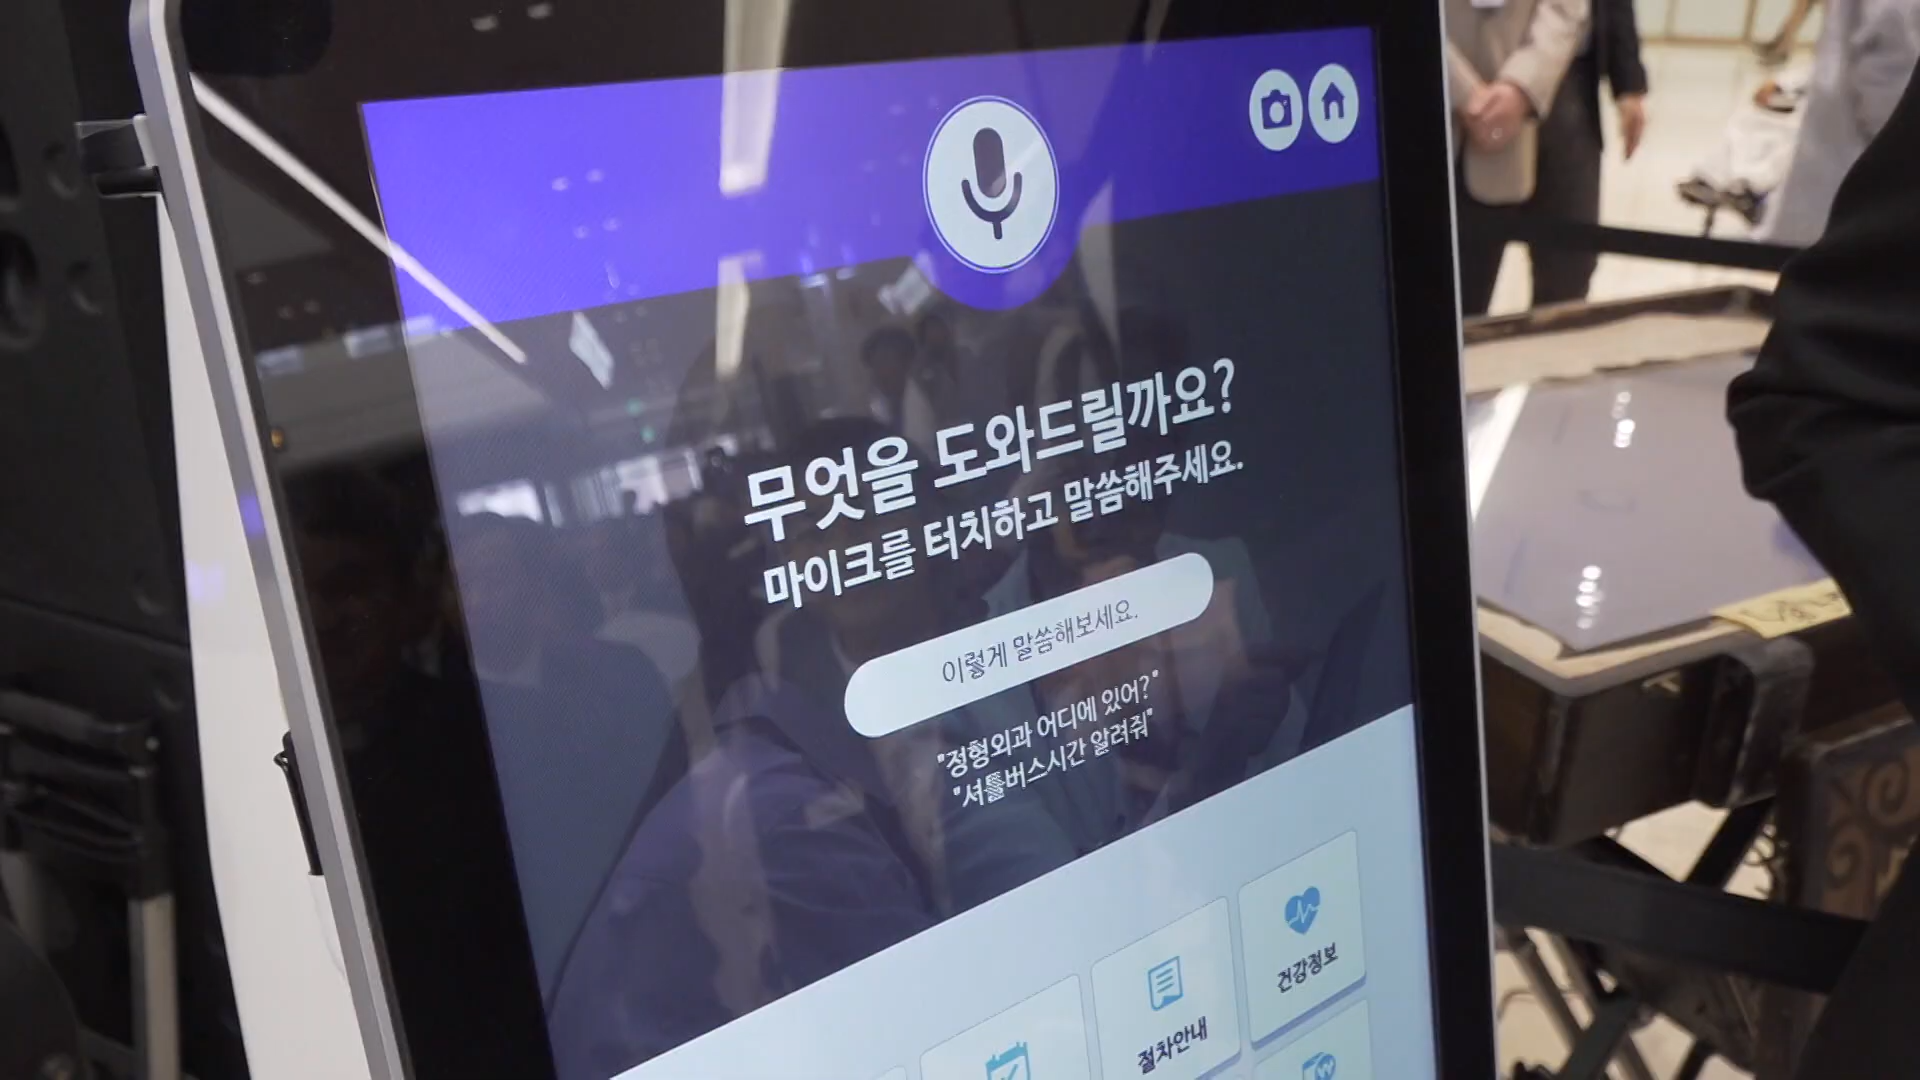 무엇을 도와드릴까요?
마이크를 터치하고 말씀해주세요.
이렇게 말씀해보세요.
"정형외과 어디에 있어?"
"셔틀버스시간 알려줘"
건강정보
절차안내